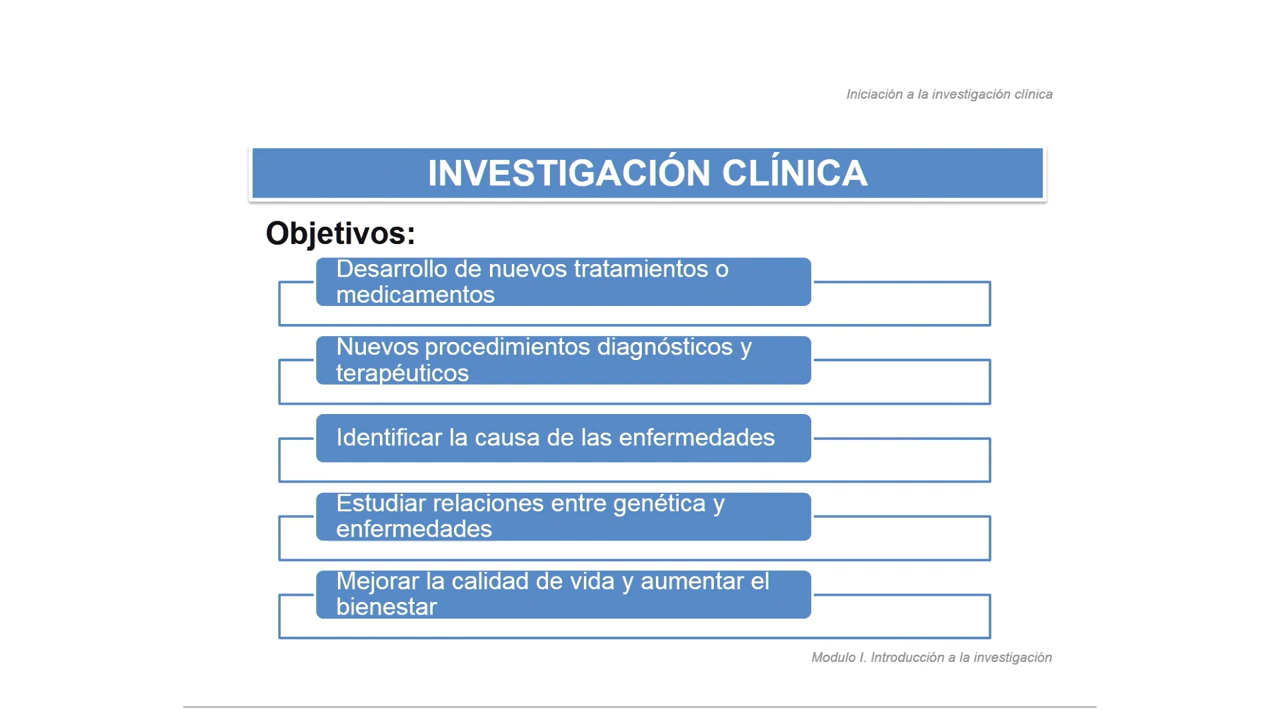 Iniciación a la investigación clínica
INVESTIGACIÓN CLÍNICA
Objetivos:
Desarrollo de nuevos tratamientos o
medicamentos
Nuevos procedimientos diagnósticos y
terapéuticos
Identificar la causa de las enfermedades
Estudiar relaciones entre genética y
enfermedades
Mejorar la calidad de vida y aumentar el
bienestar
Modulo I. Introducción a la investigación